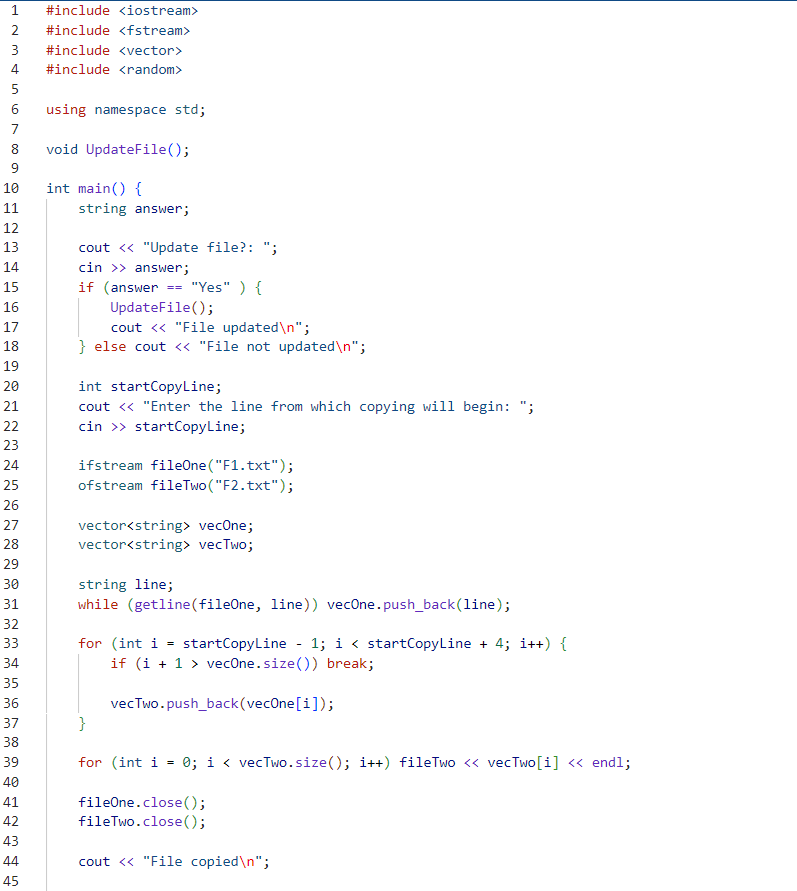 1 #include <iostream>
2 #include <fstream>
3 #include <vector>
4 #include <random>
5
6 using namespace std;
7
8 void UpdateFile();
9
10 int main() {
11     string answer;
12
13     cout << "Update file?: ";
14     cin >> answer;
15     if (answer == "Yes" ) {
16         UpdateFile();
17         cout << "File updated\n";
18     } else cout << "File not updated\n";
19
20     int startCopyLine;
21     cout << "Enter the line from which copying will begin: ";
22     cin >> startCopyLine;
23
24     ifstream fileOne("F1.txt");
25     ofstream fileTwo("F2.txt");
26
27     vector<string> vecOne;
28     vector<string> vecTwo;
29
30     string line;
31     while (getline(fileOne, line)) vecOne.push_back(line);
32
33     for (int i = startCopyLine - 1; i < startCopyLine + 4; i++) {
34         if (i + 1 > vecOne.size()) break;
35
36         vecTwo.push_back(vecOne[i]);
37     }
38
39     for (int i = 0; i < vecTwo.size(); i++) fileTwo << vecTwo[i] << endl;
40
41     fileOne.close();
42     fileTwo.close();
43
44     cout << "File copied\n";
45